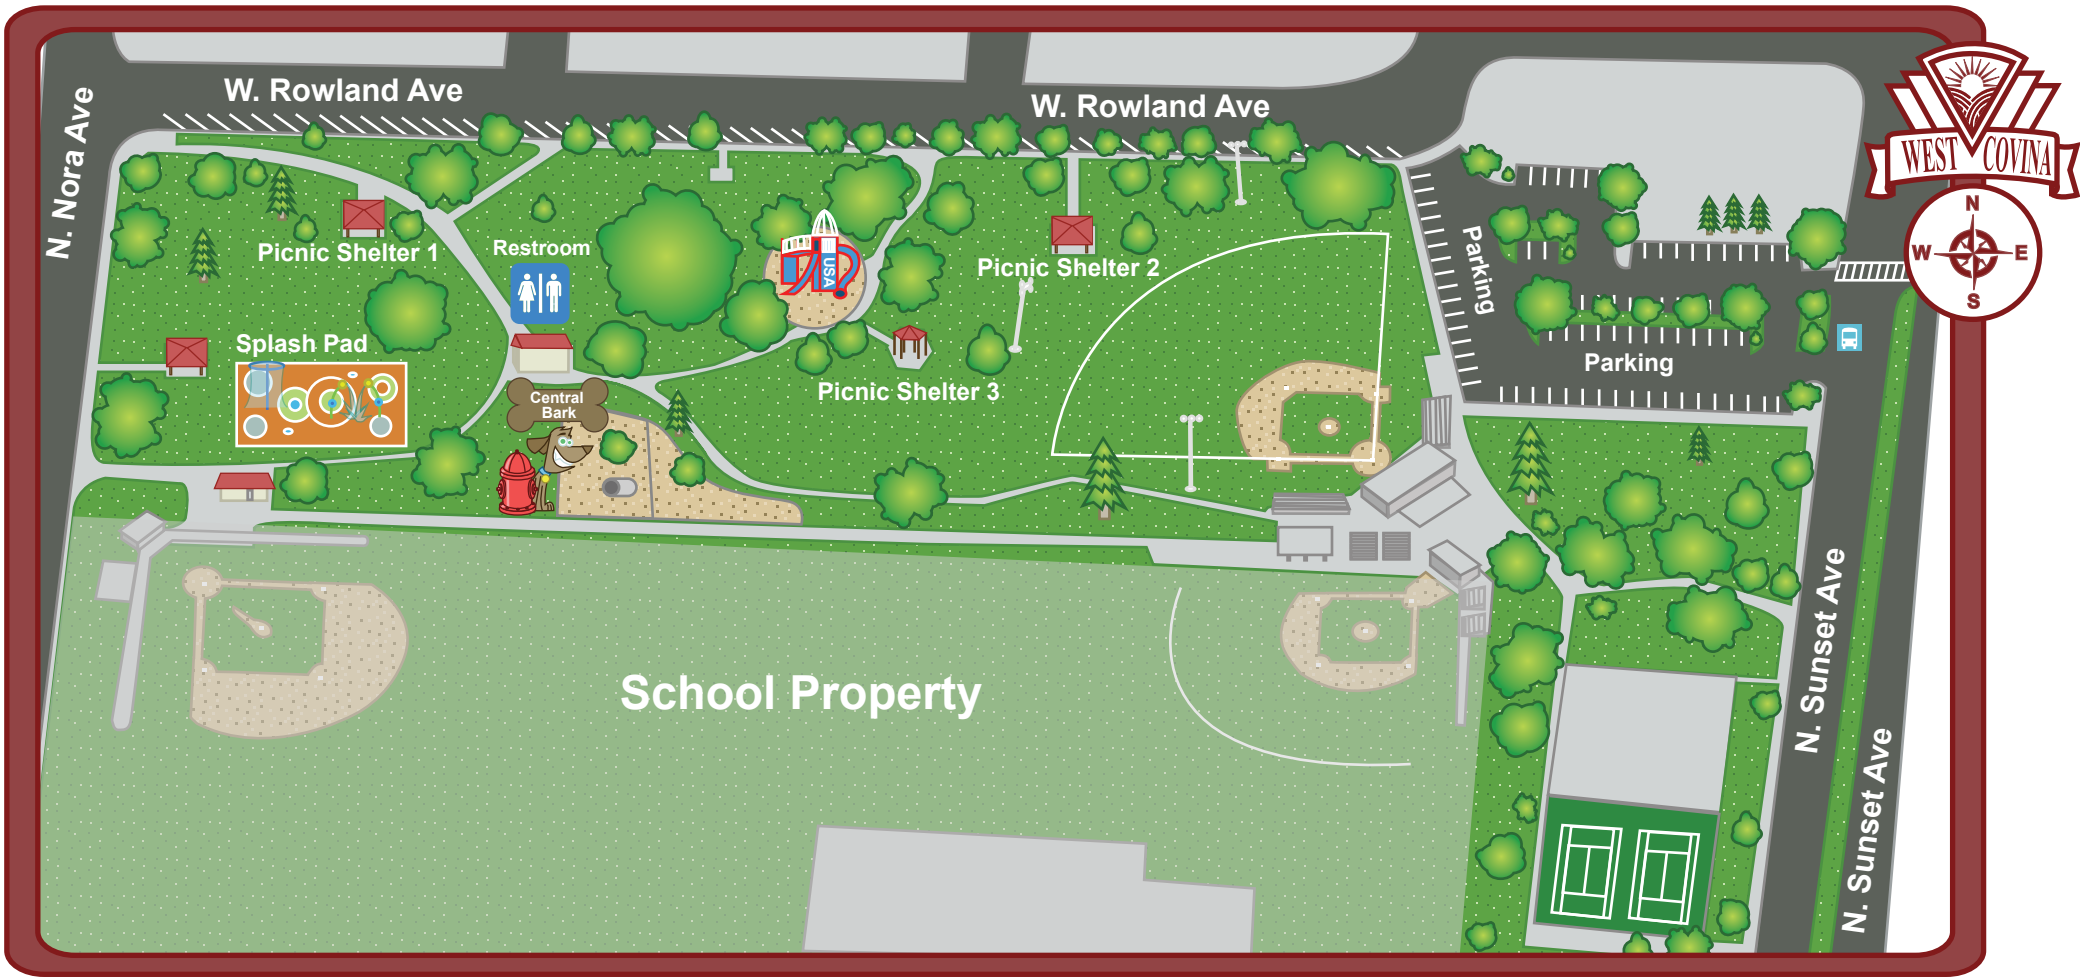 W. Rowland Ave
W. Rowland Ave
N. Nora Ave
WEST COVINA
N
W
E
S
Picnic Shelter 1
Restroom
USA
Picnic Shelter 2
Parking
Splash Pad
Picnic Shelter 3
Parking
Central
Bark
School Property
N. Sunset Ave
N. Sunset Ave